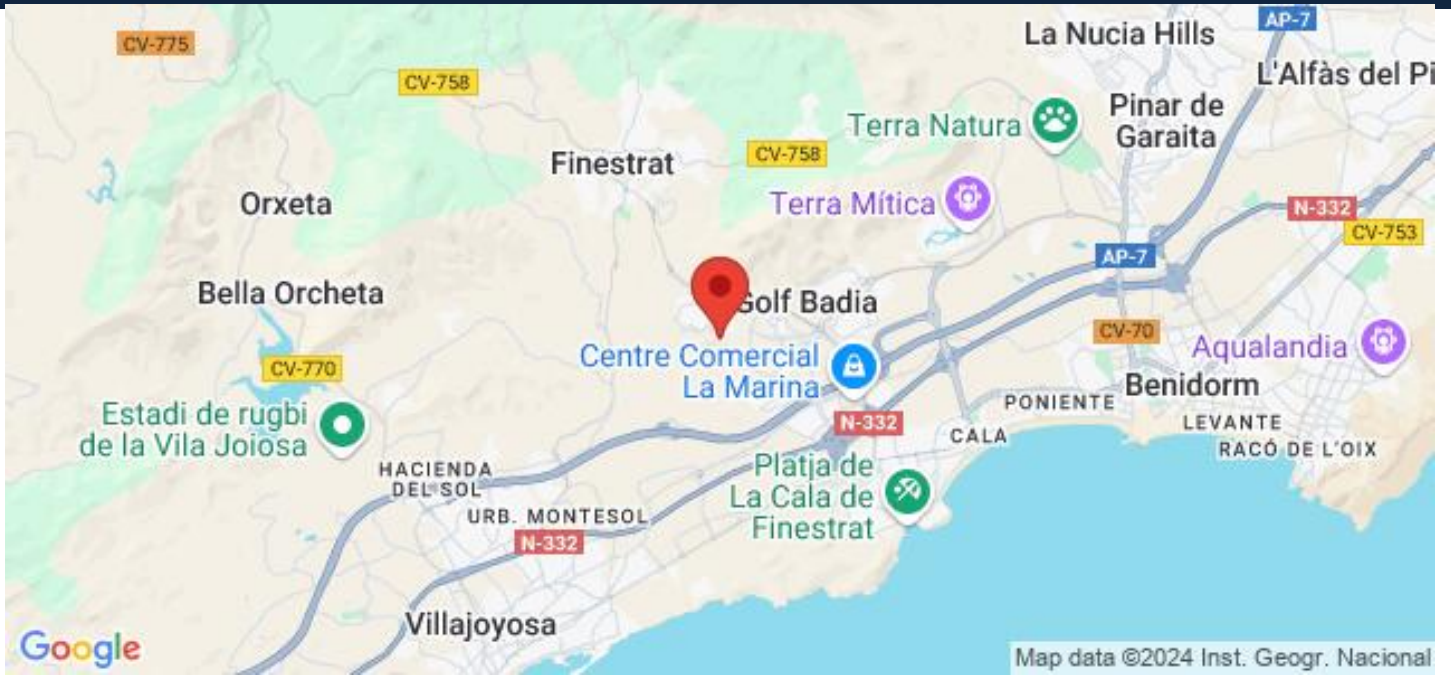 CV-775
CV-758
La Nucia Hills
AP-7
L'Alfàs del Pi
Pinar de
Garaita
Terra Natura
Finestrat
CV-758
Orxeta
Terra Mítica
N-332
CV-753
AP-7
Bella Orcheta
Golf Badia
CV-70
Centre Comercial
La Marina
Aqualandia
CV-770
Benidorm
PONIENTE
Estadi de rugbi
de la Vila Joiosa
N-332
LEVANTE
CALA
RACÓ DE L'OIX
HACIENDA
DEL SOL
Platja de
La Cala de
Finestrat
URB. MONTESOL
N-332
Villajoyosa
Google
Map data ©2024 Inst. Geogr. Nacional